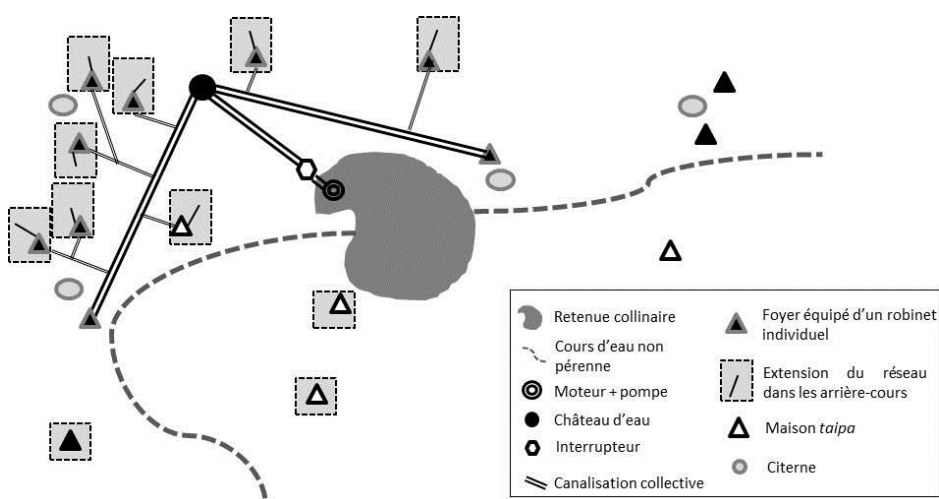 Retenue collinaire
Cours d'eau non
pérenne
Moteur + pompe
Château d'eau
Interrupteur
Canalisation collective
Foyer équipé d'un robinet
individuel
Extension du réseau
dans les arrière-cours
Maison taipa
Citerne